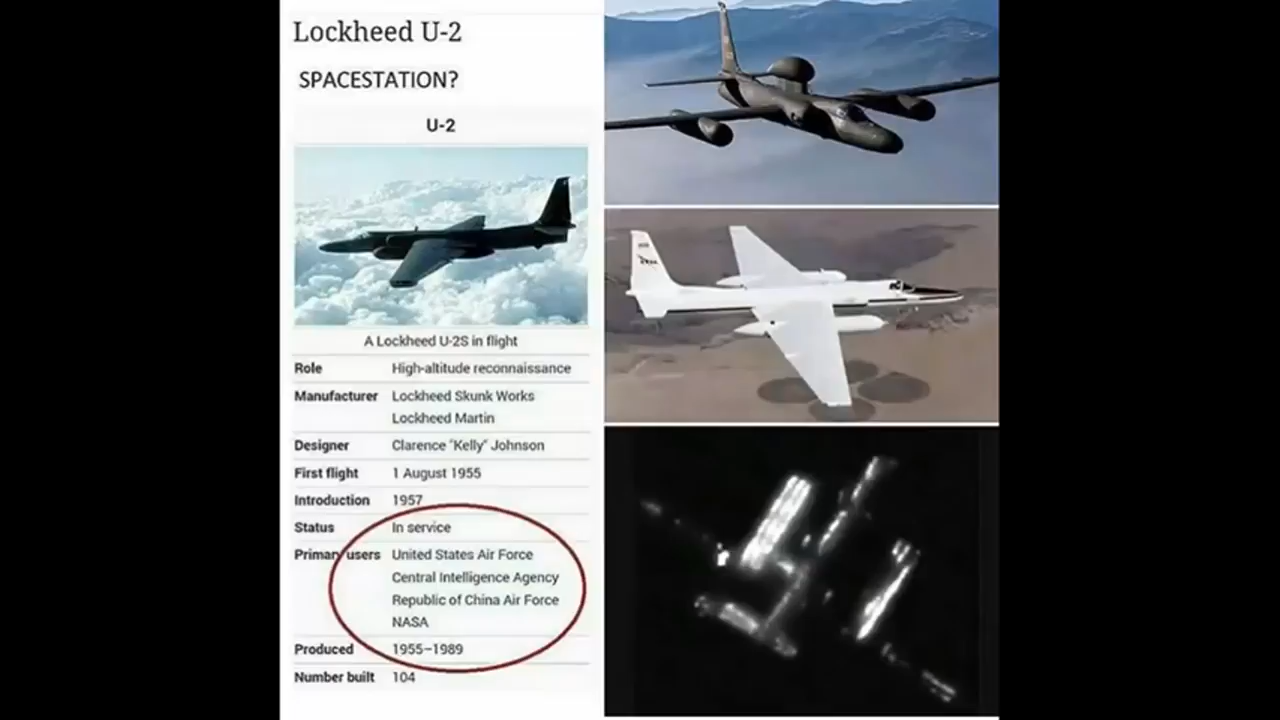 Lockheed U-2
SPACESTATION?
U-2
A Lockheed U-2S in flight
Role High-altitude reconnaissance
Manufacturer Lockheed Skunk Works
Lockheed Martin
Designer Clarence "Kelly" Johnson
First flight 1 August 1955
Introduction 1957
Status In service
Primary users United States Air Force
Central Intelligence Agency
Republic of China Air Force
NASA
Produced 1955–1989
Number built 104